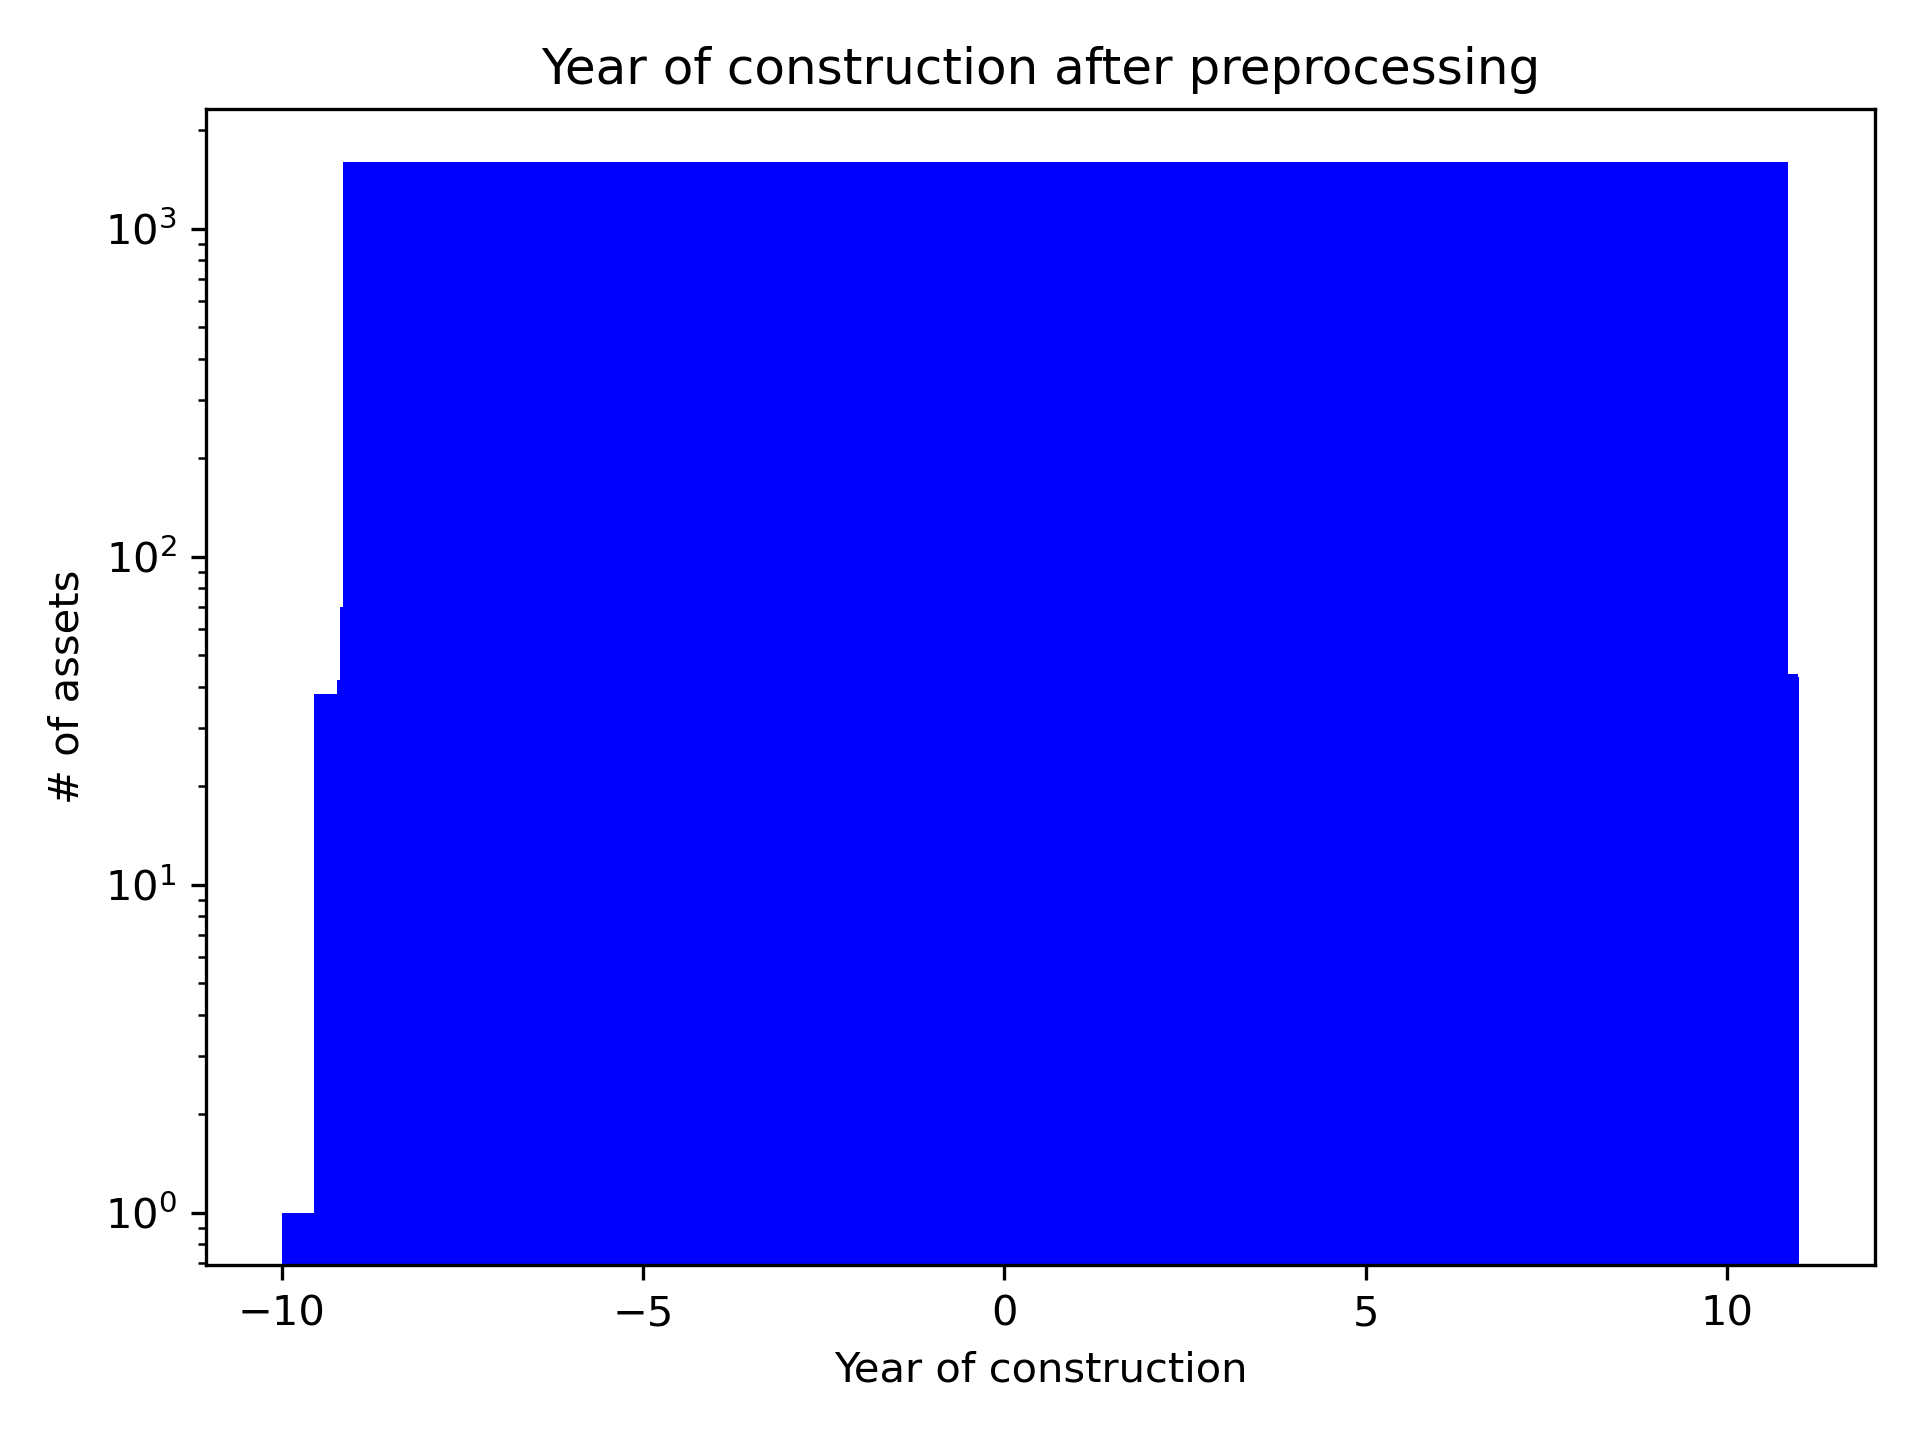 Year of construction after preprocessing
10³
10²
10¹
10⁰
# of assets
−10 −5 0 5 10
Year of construction